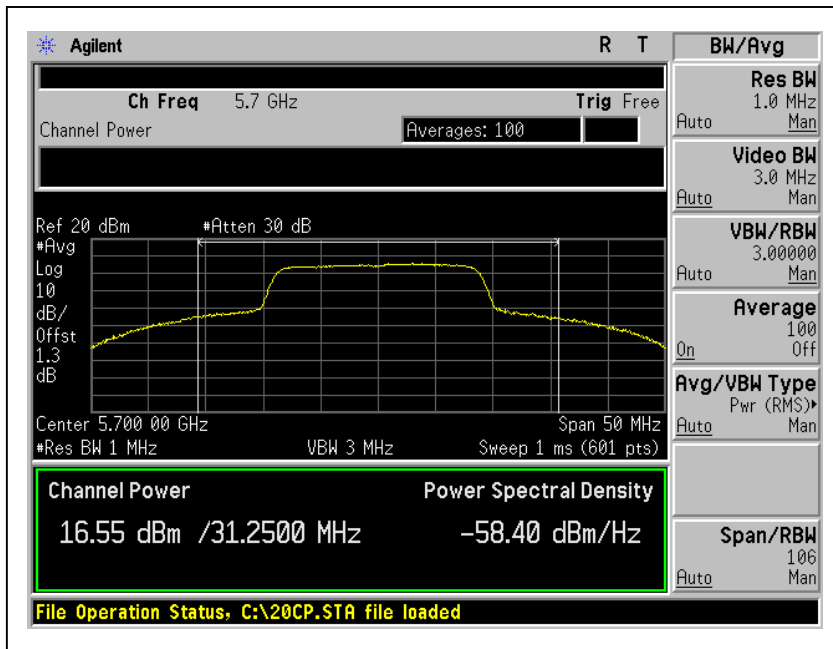 Agilent R T BW/Avg
Ch Freq 5.7 GHz Trig Free
Channel Power Averages: 100
Res BW
1.0 MHz
Auto Man
Video BW
3.0 MHz
Auto Man
VBW/RBW
3.00000
Auto Man
Average
100
On Off
Avg/VBW Type
Pwr (RMS)▸
Auto Man
Span/RBW
106
Auto Man
Ref 20 dBm #Atten 30 dB
#Avg
Log
10
dB/
Offst
1.3
dB
Center 5.700 00 GHz Span 50 MHz
#Res BW 1 MHz VBW 3 MHz Sweep 1 ms (601 pts)
Channel Power Power Spectral Density
16.55 dBm /31.2500 MHz -58.40 dBm/Hz
File Operation Status, C:\20CP.STA file loaded